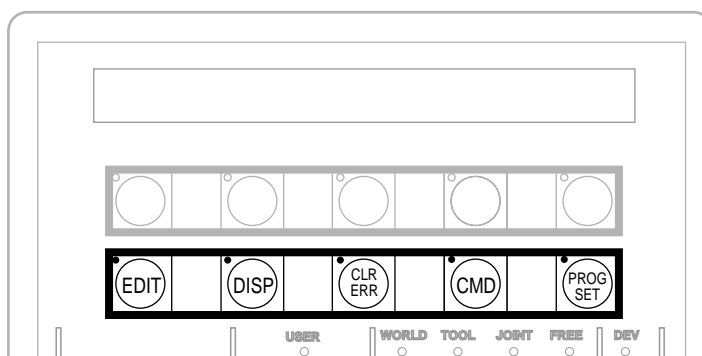 EDIT DISP CLR ERR CMD PROG SET
USER WORLD TOOL JOINT FREE DEV